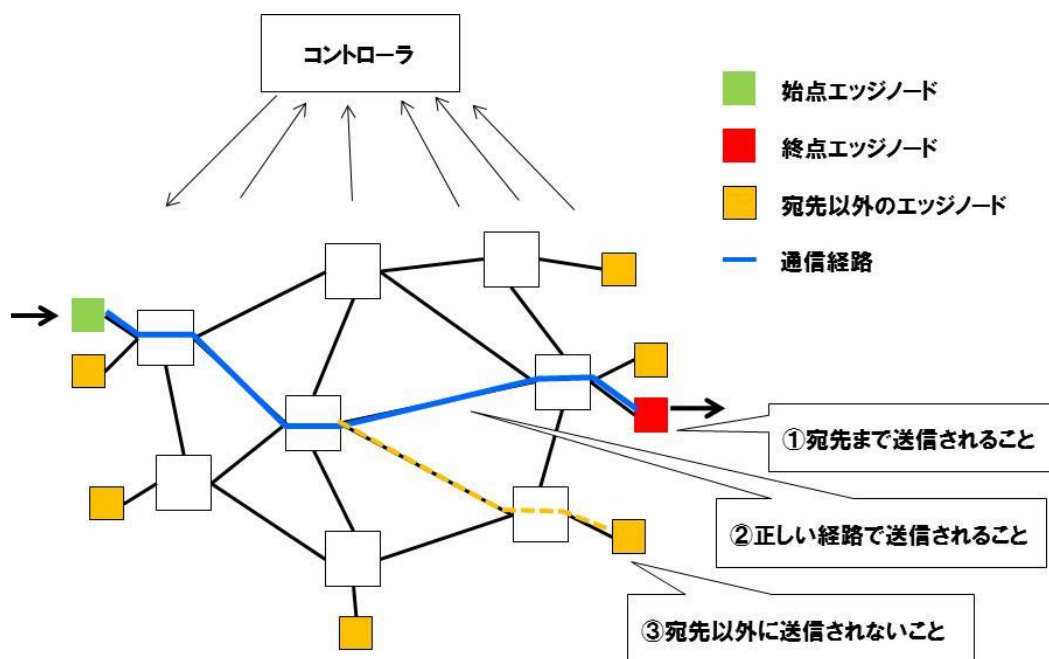 コントローラ
始点エッジノード
終点エッジノード
宛先以外のエッジノード
通信経路
①宛先まで送信されること
②正しい経路で送信されること
③宛先以外に送信されないこと